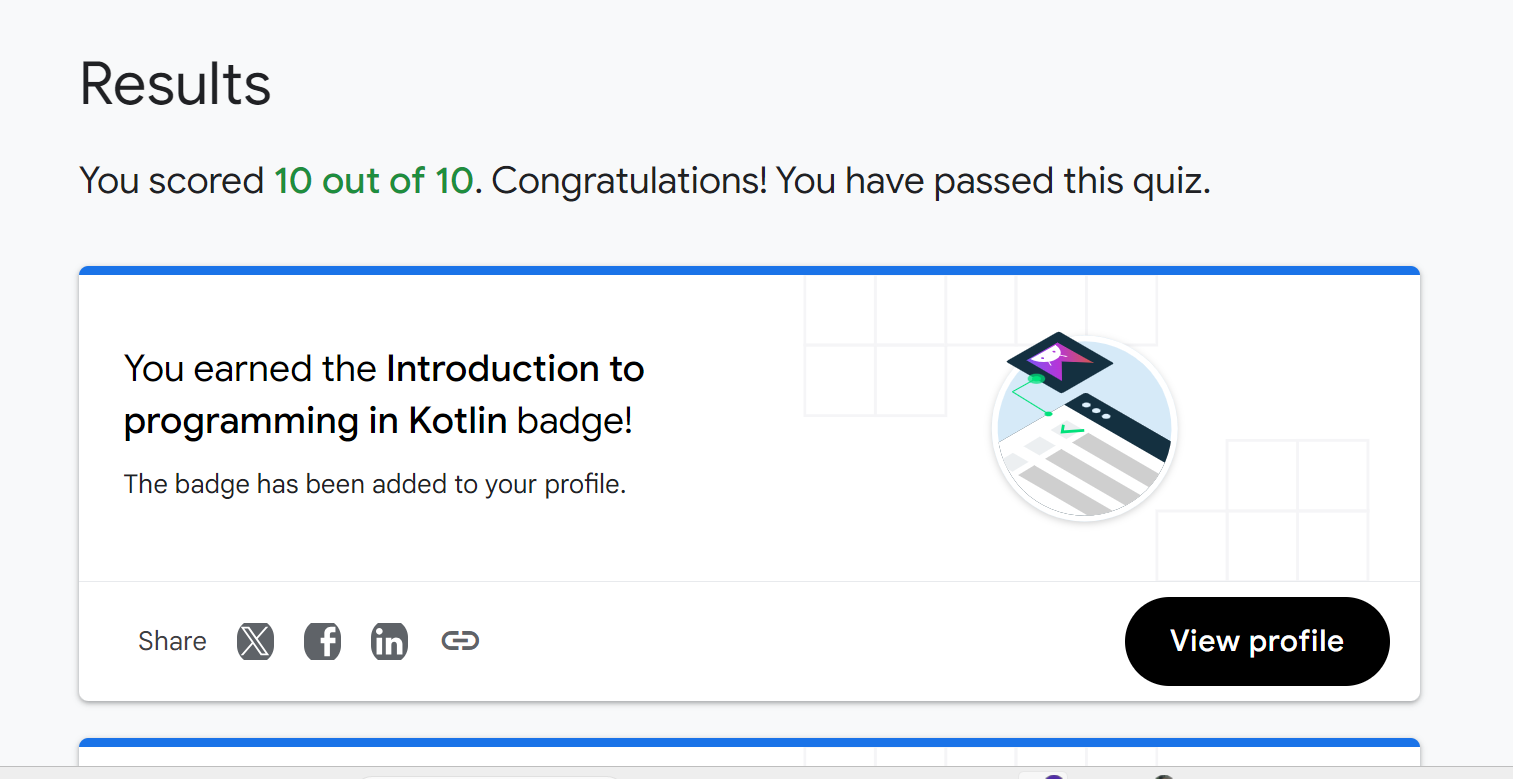 Results
You scored 10 out of 10. Congratulations! You have passed this quiz.
You earned the Introduction to
programming in Kotlin badge!
The badge has been added to your profile.
Share
View profile